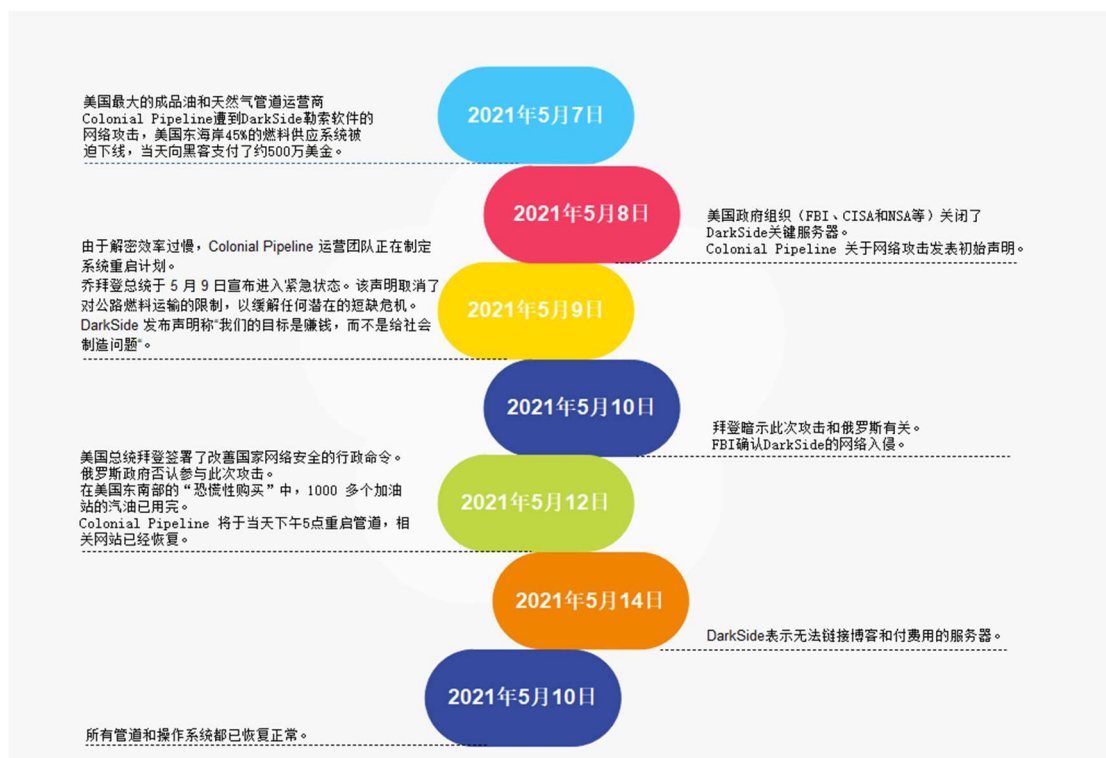 2021年5月7日
美国最大的成品油和天然气管道运营商
Colonial Pipeline遭到DarkSide勒索软件的
网络攻击，美国东海岸45%的燃料供应系统被
迫下线，当天向黑客支付了约500万美金。
2021年5月8日
美国政府组织（FBI、CISA和NSA等）关闭了
DarkSide关键服务器。
Colonial Pipeline 关于网络攻击发表初始声明。
2021年5月9日
由于解密效率过慢，Colonial Pipeline 运营团队正在制定
系统重启计划。
乔拜登总统于 5 月 9 日宣布进入紧急状态。该声明取消了
对公路燃料运输的限制，以缓解任何潜在的短缺危机。
DarkSide 发布声明称“我们的目标是赚钱，而不是给社会
制造问题“。
2021年5月10日
拜登暗示此次攻击和俄罗斯有关。
FBI确认DarkSide的网络入侵。
2021年5月12日
美国总统拜登签署了改善国家网络安全的行政命令。
俄罗斯政府否认参与此次攻击。
在美国东南部的“恐慌性购买”中，1000 多个加油
站的汽油已用完。
Colonial Pipeline 将于当天下午5点重启管道，相
关网站已经恢复。
2021年5月14日
DarkSide表示无法链接博客和付费用的服务器。
2021年5月10日
所有管道和操作系统都已恢复正常。